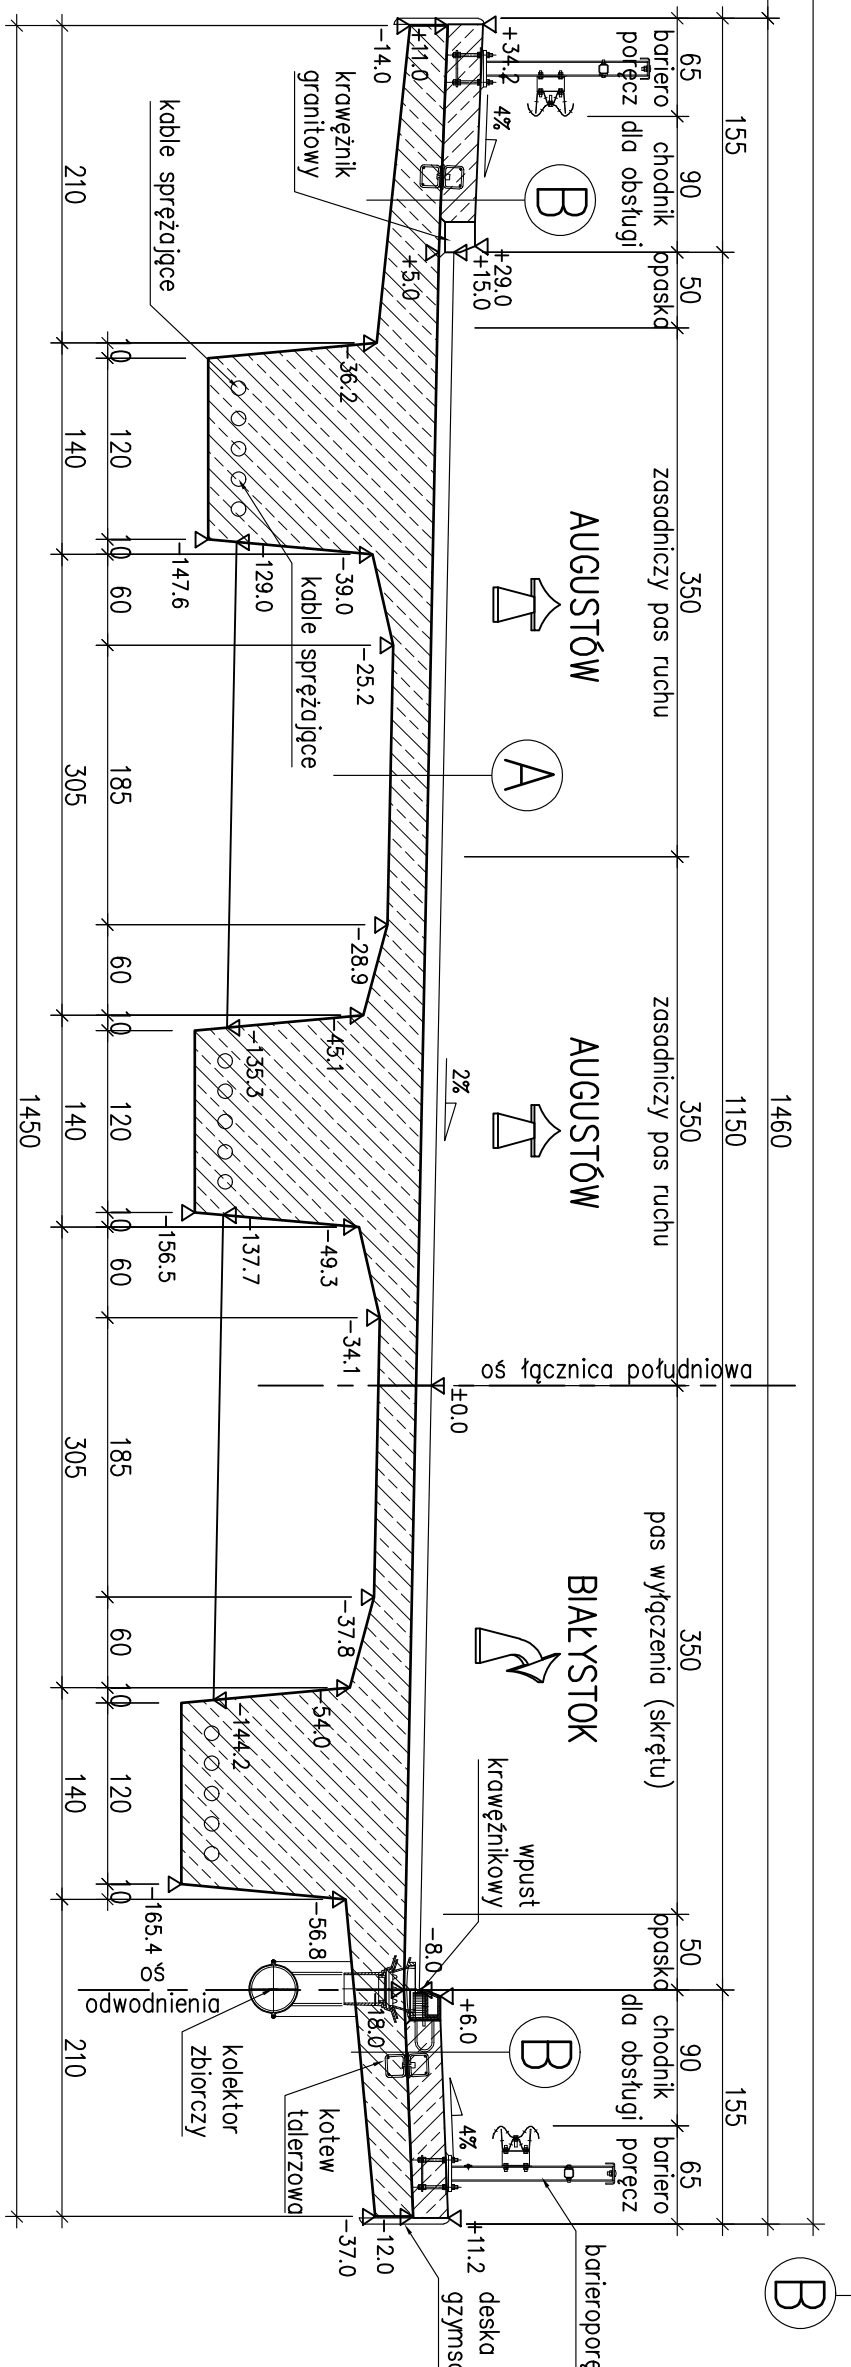 1460
155
1150
155
65
90
50
350
350
350
50
90
65
bariero
poręcz
chodnik
dla obsługi
opaska
zasadniczy pas ruchu
zasadniczy pas ruchu
pas wyłączenia (skrętu)
opaska
chodnik
dla obsługi
bariero
poręcz
AUGUSTÓW
AUGUSTÓW
BIAŁYSTOK
oś łącznica południowa
B
A
B
B
+34.2
+11.0
-14.0
4%
krawężnik
granitowy
+29.0
+15.0
+5.0
2%
±0.0
wpust
krawężnikowy
-8.0
+6.0
18.0
4%
+11.2
-12.0
-37.0
barieropor
deska
gzyms
kable sprężające
kable sprężające
-36.2
-39.0
-129.0
-147.6
-25.2
-28.9
-45.1
-135.3
-49.3
-137.7
-156.5
-34.1
-37.8
-54.0
-144.2
-56.8
-165.4
oś
odwodnienia
kolektor
zbiorczy
kotew
talerzowa
10
120
10
60
185
60
10
120
10
60
185
60
10
120
10
210
140
305
140
305
140
210
1450